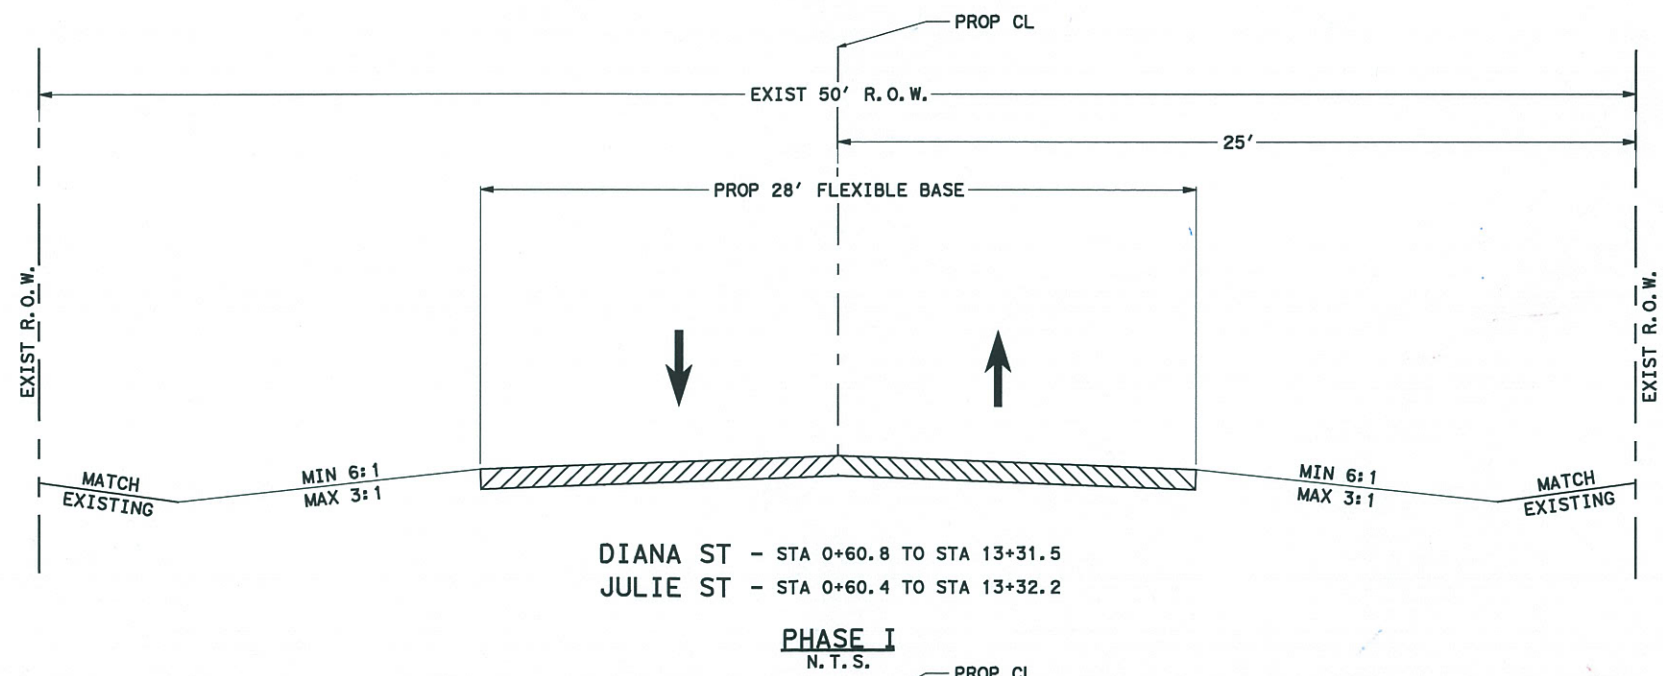 PROP CL
EXIST 50' R.O.W.
25'
PROP 28' FLEXIBLE BASE
EXIST R.O.W.
EXIST R.O.W.
MATCH
EXISTING
MIN 6:1
MAX 3:1
MIN 6:1
MAX 3:1
MATCH
EXISTING
DIANA ST - STA 0+60.8 TO STA 13+31.5
JULIE ST - STA 0+60.4 TO STA 13+32.2
PHASE I
N.T.S.
PROP CL